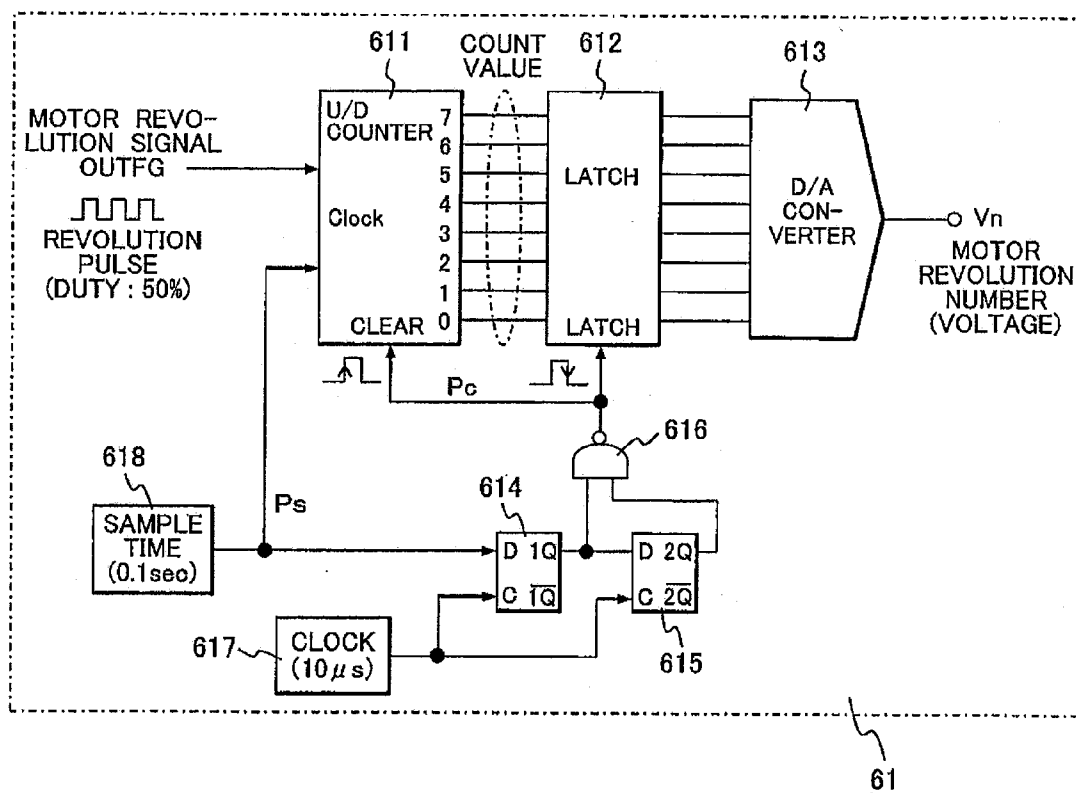 611
COUNT
VALUE
612
613
MOTOR REVO-
LUTION SIGNAL
OUTFG
REVOLUTION
PULSE
(DUTY : 50%)
U/D
COUNTER
Clock
CLEAR
7
6
5
4
3
2
1
0
LATCH
LATCH
D/A
CON-
VERTER
Vn
MOTOR
REVOLUTION
NUMBER
(VOLTAGE)
Pc
616
618
SAMPLE
TIME
(0.1sec)
Ps
614
D 1Q
C 1Q̅
D 2Q
C 2Q̅
615
617
CLOCK
(10μs)
61